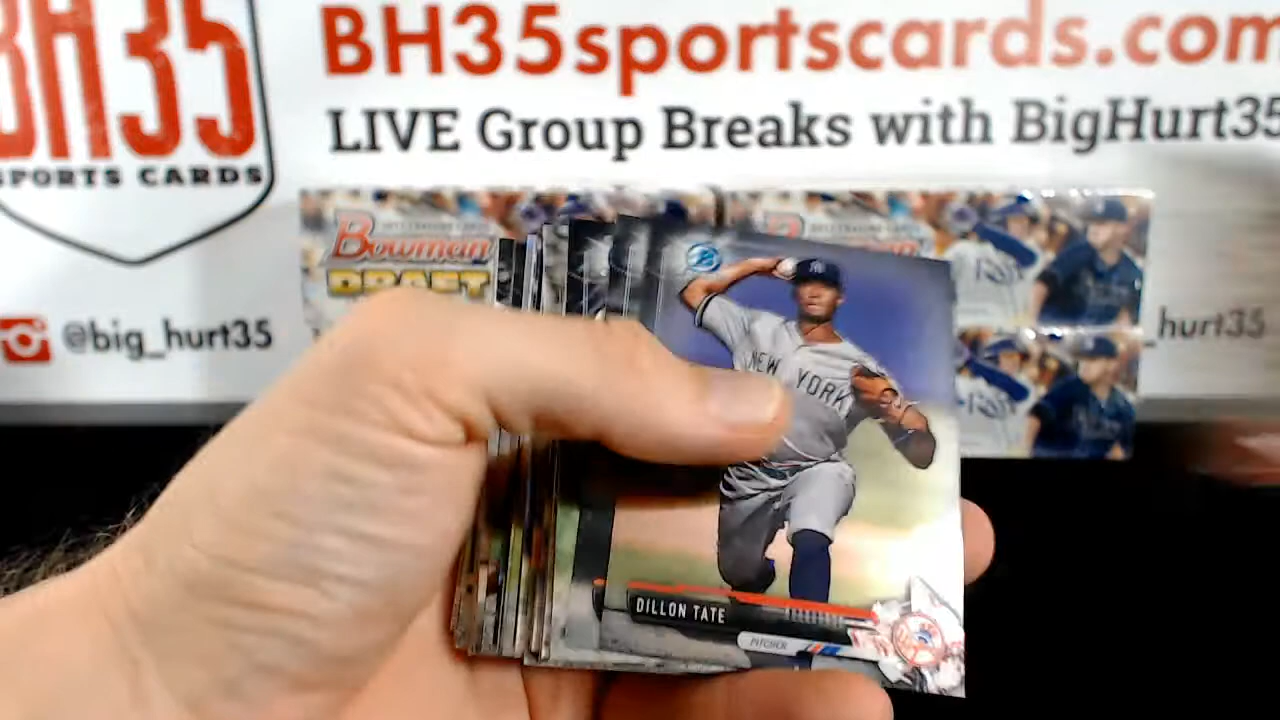 BH35
SPORTS CARDS
BH35sportscards.com
LIVE Group Breaks with BigHurt35
Bowman
DRAFT
@big_hurt35
_hurt35
NEW YORK
DILLON TATE
PITCHER